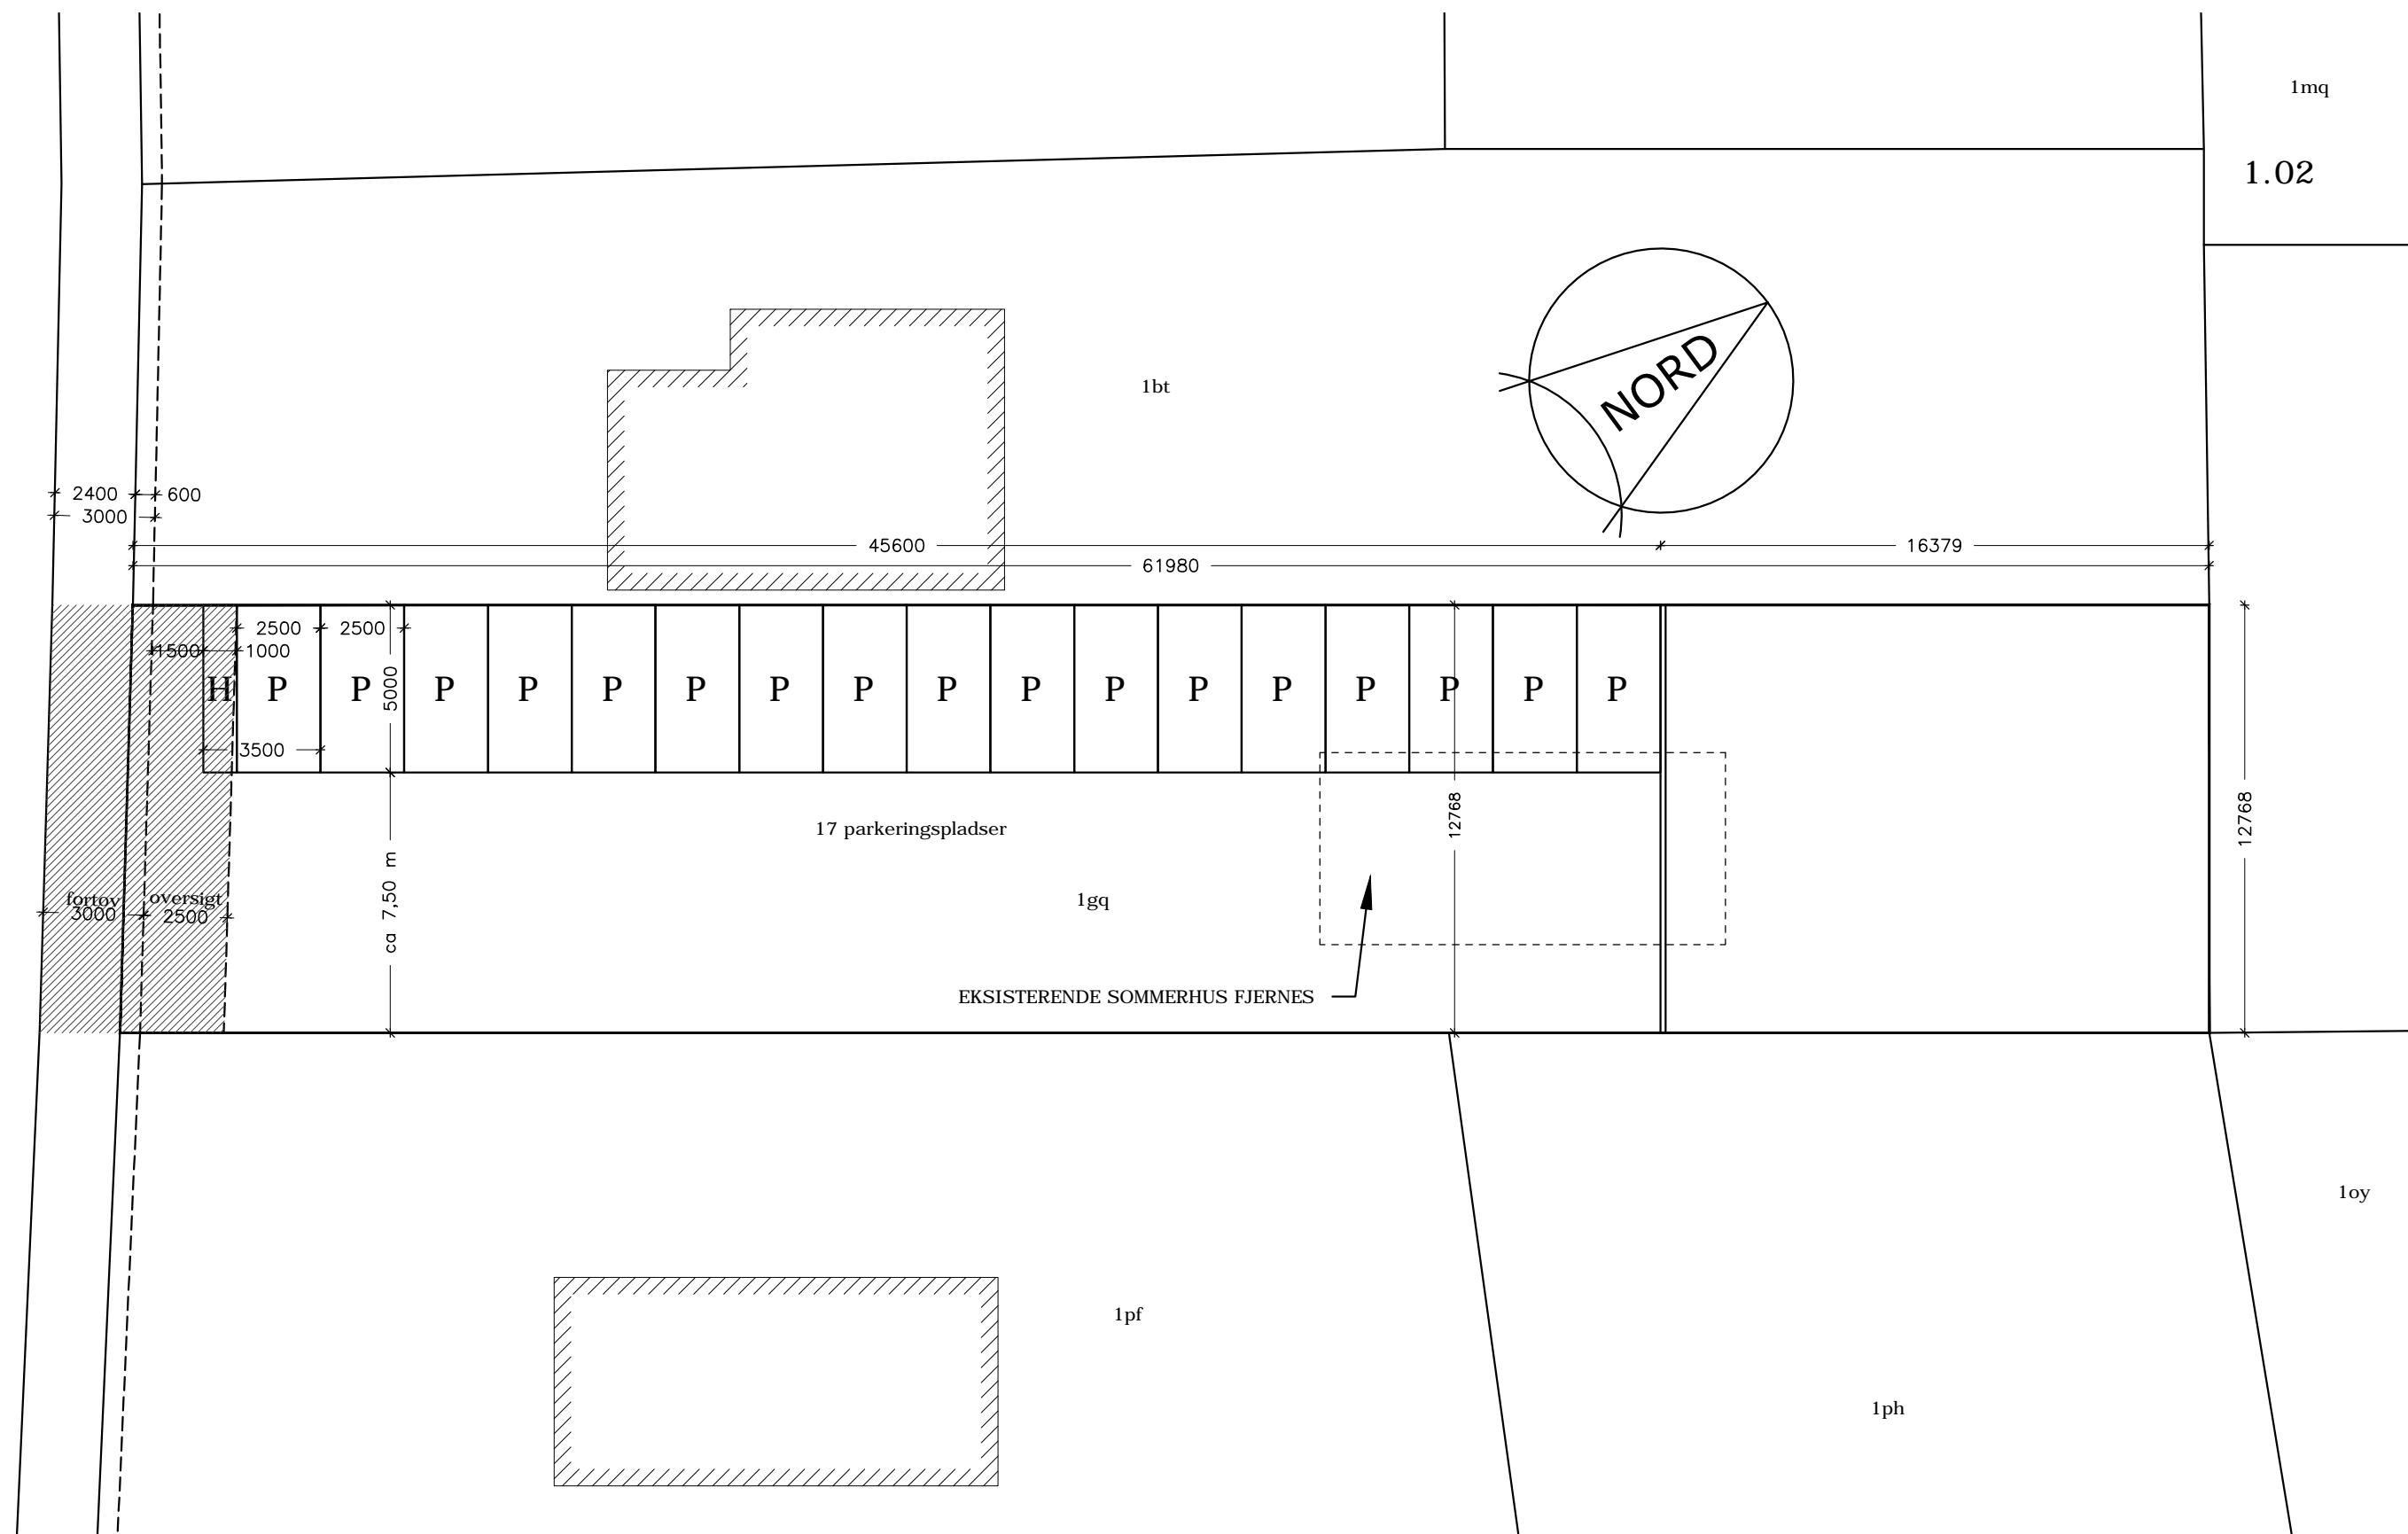 1mq
1.02
NORD
1bt
2400
600
3000
45600
16379
61980
2500
2500
1500
1000
H P P P P P P P P P P P P P P P P P
5000
3500
12768
12768
17 parkeringspladser
ca 7,50 m
1gq
fortov
oversigt
3000
2500
EKSISTERENDE SOMMERHUS FJERNES
1oy
1pf
1ph